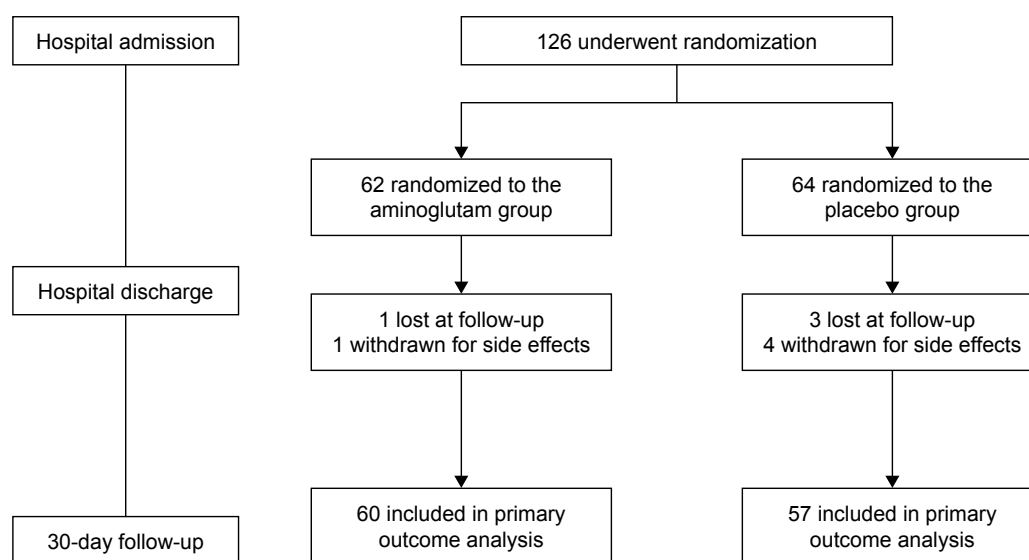 Hospital admission
126 underwent randomization
62 randomized to the
aminoglutam group
64 randomized to the
placebo group
Hospital discharge
1 lost at follow-up
1 withdrawn for side effects
3 lost at follow-up
4 withdrawn for side effects
30-day follow-up
60 included in primary
outcome analysis
57 included in primary
outcome analysis